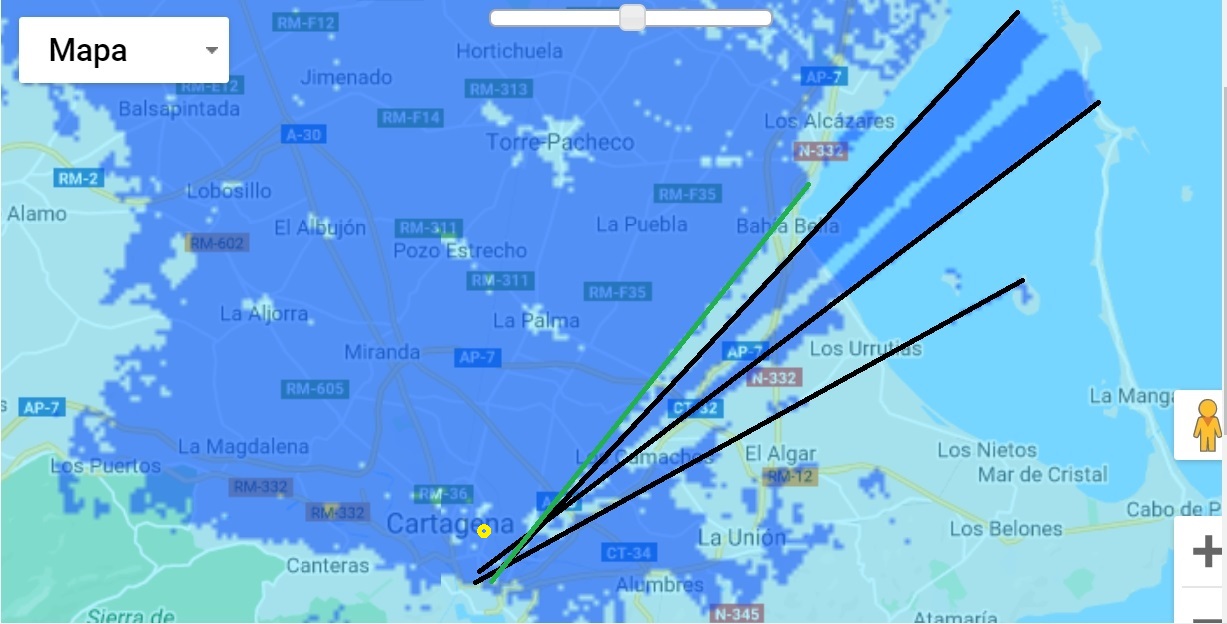 RM-F12
Mapa
Hortichuela
AP-7
Jimenado
RM-E12
RM-313
Balsapintada
RM-F14
Los Alcázares
A-30
Torre-Pacheco
N-332
RM-2
Lobosillo
RM-F35
Alamo
El Albujón
RM-311
La Puebla
Bahía Bella
RM-602
Pozo Estrecho
RM-311
RM-F35
La Aljorra
La Palma
Miranda
AP-7
AP-7
Los Urrutias
N-332
RM-605
La Manga
s
AP-7
CT-32
La Magdalena
Los Camachos
El Algar
Los Nietos
Los Puertos
RM-12
Mar de Cristal
RM-332
RM-36
RM-332
Cartagena
Cabo de P
La Unión
Los Belones
CT-34
Canteras
Alumbres
Sierra de
N-345
Atamaría